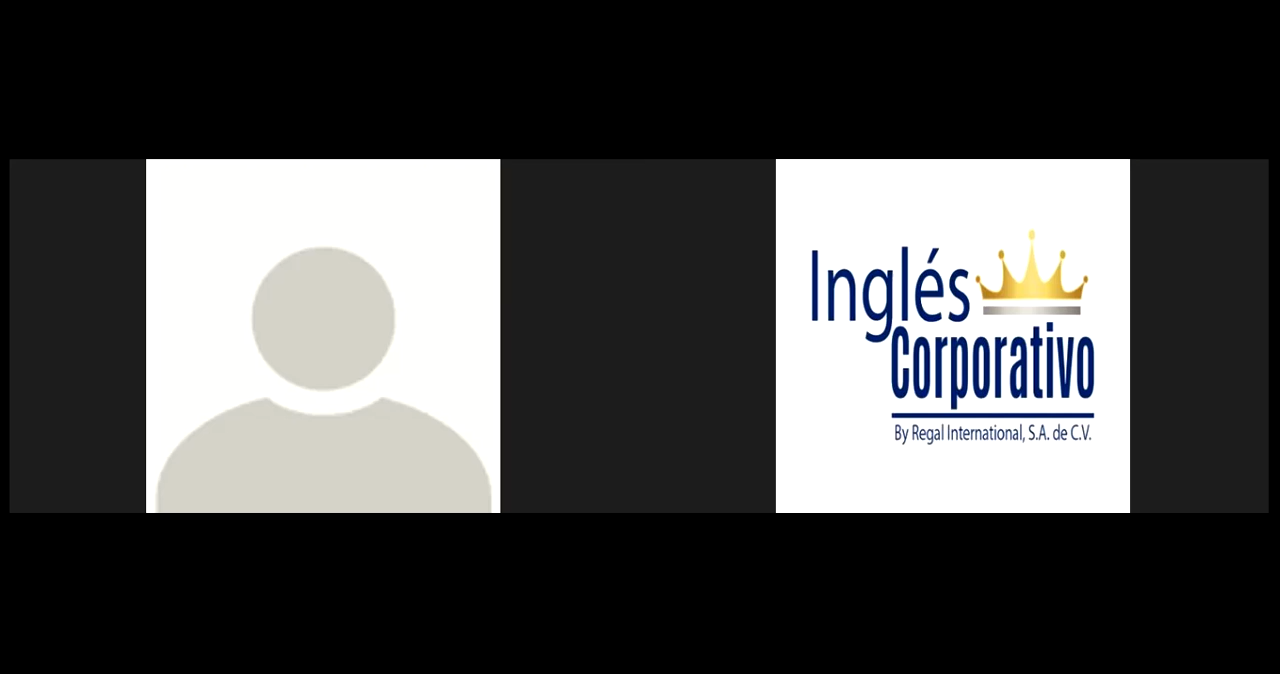 Inglés
Corporativo
By Regal International, S.A. de C.V.